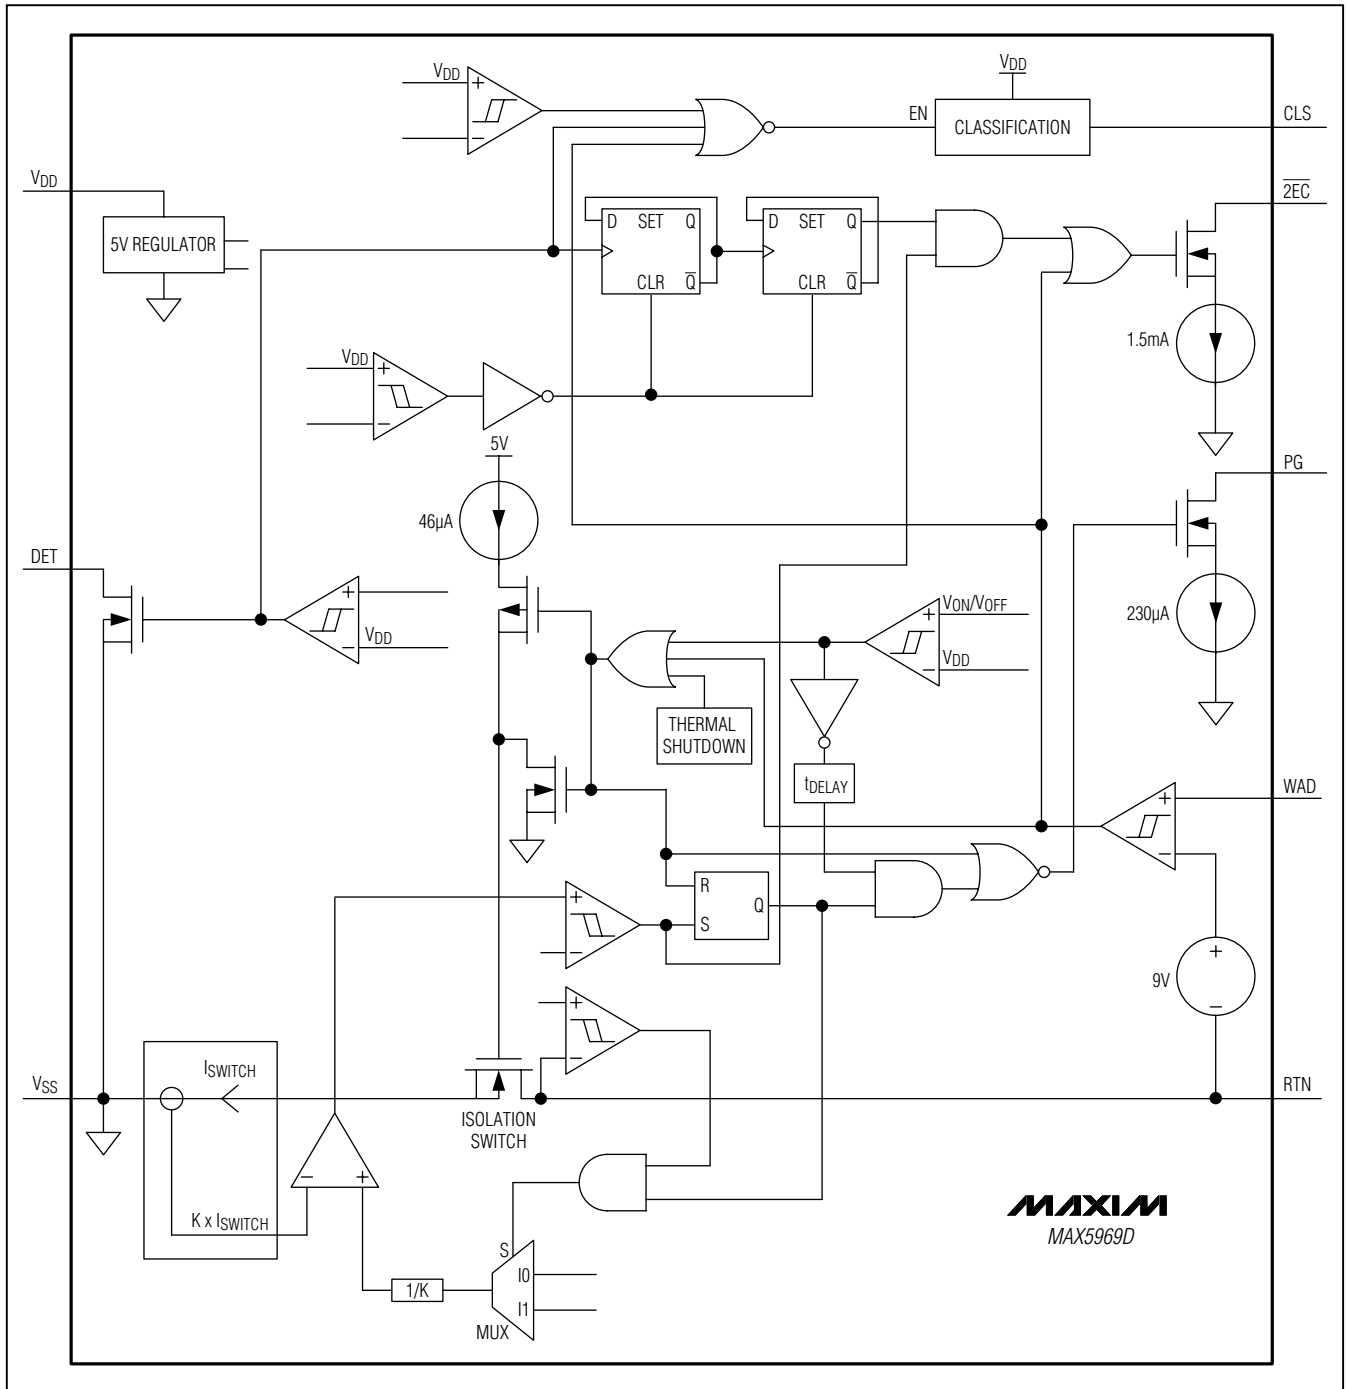 VDD
VDD
+
−
EN
CLASSIFICATION
CLS
VDD
5V REGULATOR
D SET Q
CLR Q̅
D SET Q
CLR Q̅
2̅E̅C̅
1.5mA
VDD
+
−
5V
46µA
PG
230µA
DET
+
−
VDD
VON/VOFF
+
−
VDD
THERMAL
SHUTDOWN
tDELAY
WAD
+
−
R
S
Q
+
−
9V
+
−
+
−
VSS
ISWITCH
ISOLATION
SWITCH
RTN
− +
K x ISWITCH
MAXIM
MAX5969D
S
I0
I1
1/K
MUX